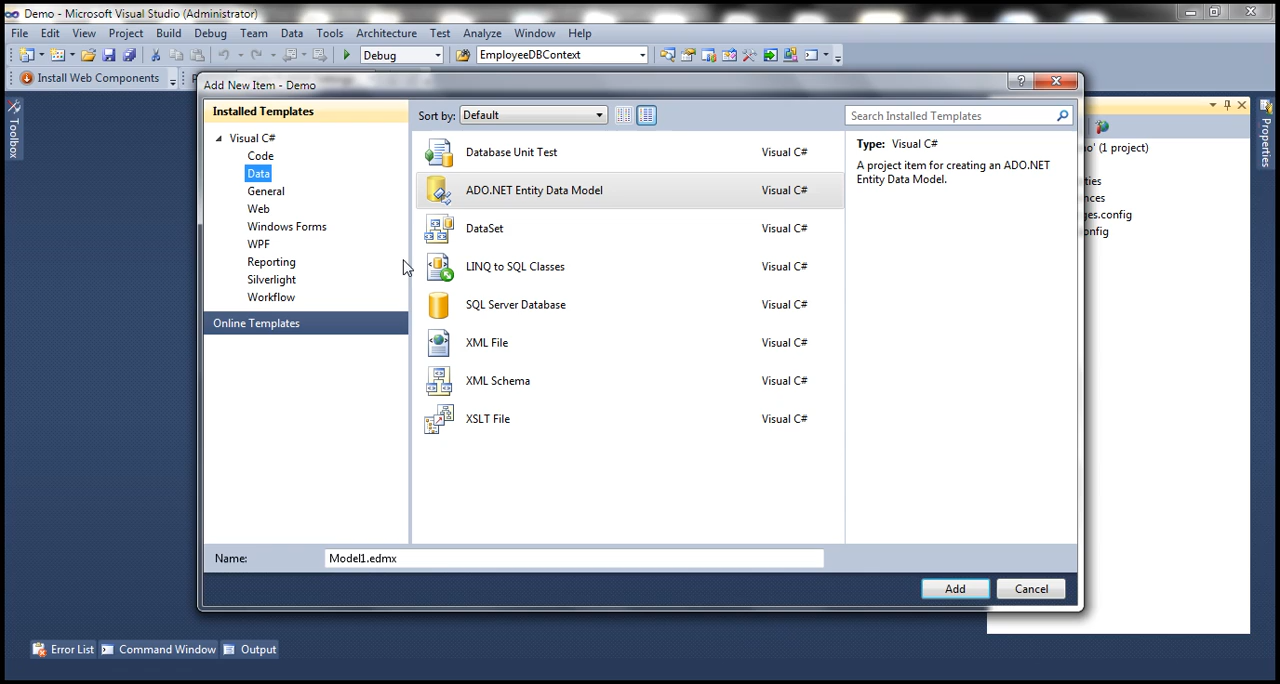 Demo - Microsoft Visual Studio (Administrator)
File Edit View Project Build Debug Team Data Tools Architecture Test Analyze Window Help
Debug EmployeeDBContext
Install Web Components
Add New Item - Demo
Installed Templates
Sort by: Default
Search Installed Templates
Visual C#
Code
Data
General
Web
Windows Forms
WPF
Reporting
Silverlight
Workflow
Online Templates
Database Unit Test Visual C#
ADO.NET Entity Data Model Visual C#
DataSet Visual C#
LINQ to SQL Classes Visual C#
SQL Server Database Visual C#
XML File Visual C#
XML Schema Visual C#
XSLT File Visual C#
Type: Visual C#
A project item for creating an ADO.NET
Entity Data Model.
Name: Model1.edmx
Add Cancel
Toolbox
(1 project)
Properties
Error List Command Window Output